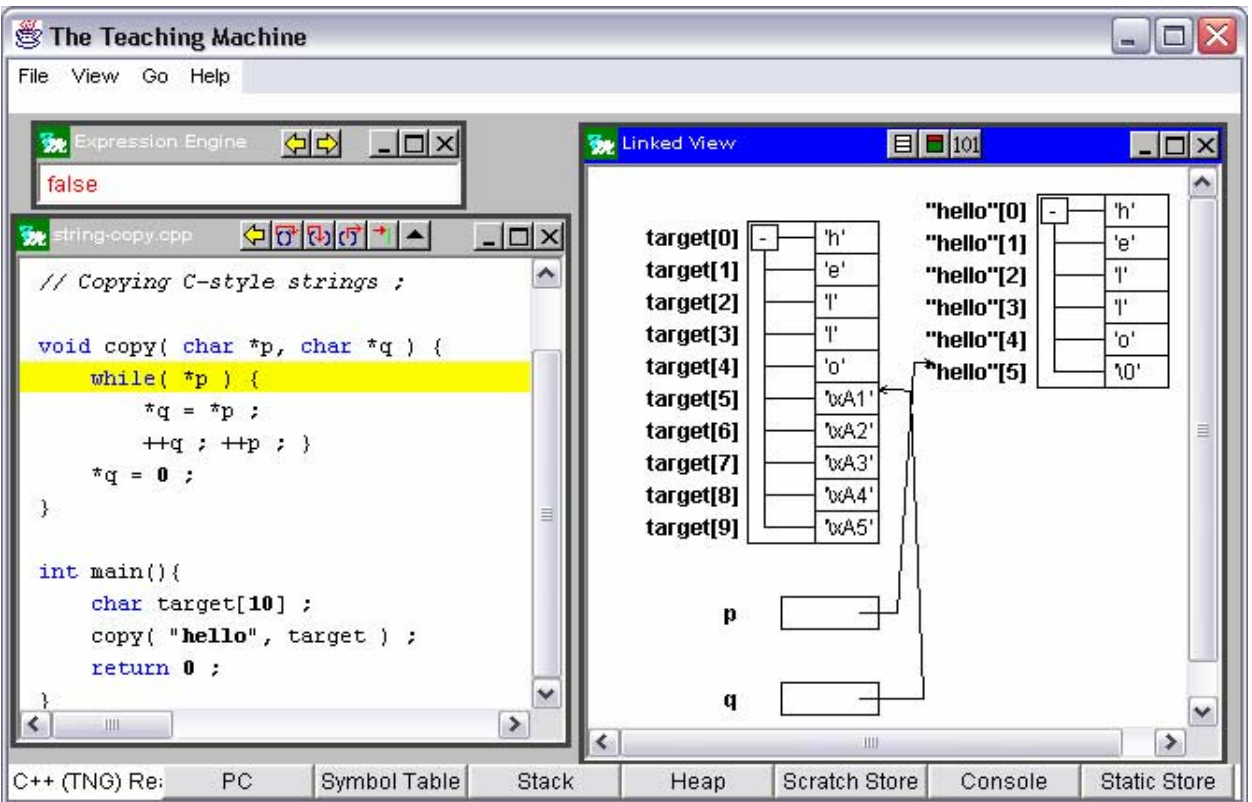 The Teaching Machine
File View Go Help
Expression Engine
false
string-copy.cpp
// Copying C-style strings ;
void copy( char *p, char *q ) {
while( *p ) {
*q = *p ;
++q ; ++p ; }
*q = 0 ;
}
int main(){
char target[10] ;
copy( "hello", target ) ;
return 0 ;
}
Linked View
101
target[0] - 'h'
target[1] 'e'
target[2] 'l'
target[3] 'l'
target[4] 'o'
target[5] '\xA1'
target[6] '\xA2'
target[7] '\xA3'
target[8] '\xA4'
target[9] '\xA5'
"hello"[0] - 'h'
"hello"[1] 'e'
"hello"[2] 'l'
"hello"[3] 'l'
"hello"[4] 'o'
"hello"[5] '\0'
p
q
C++ (TNG) Re: PC Symbol Table Stack Heap Scratch Store Console Static Store